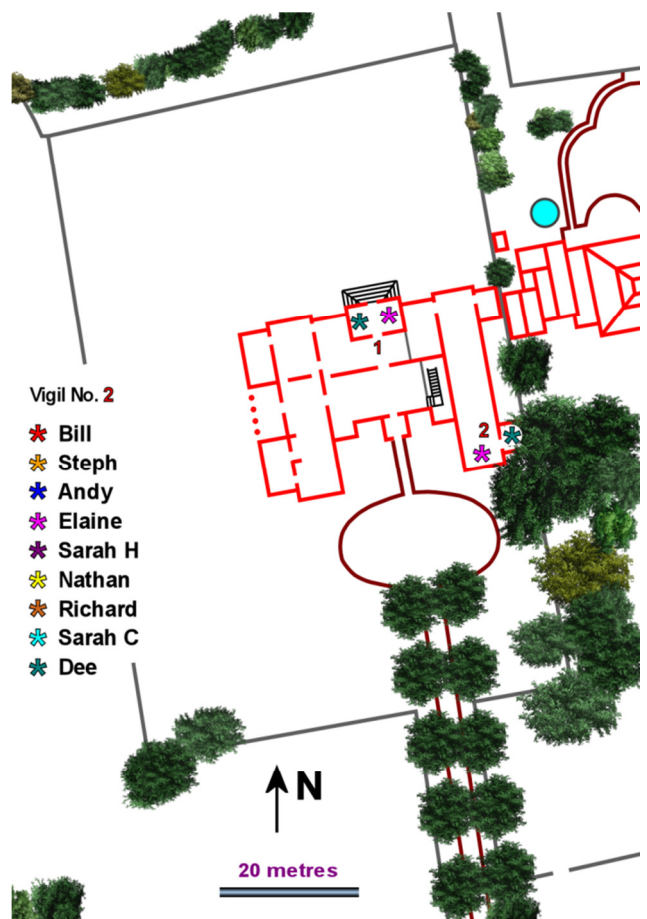 1
2
Vigil No. 2
Bill
Steph
Andy
Elaine
Sarah H
Nathan
Richard
Sarah C
Dee
N
20 metres